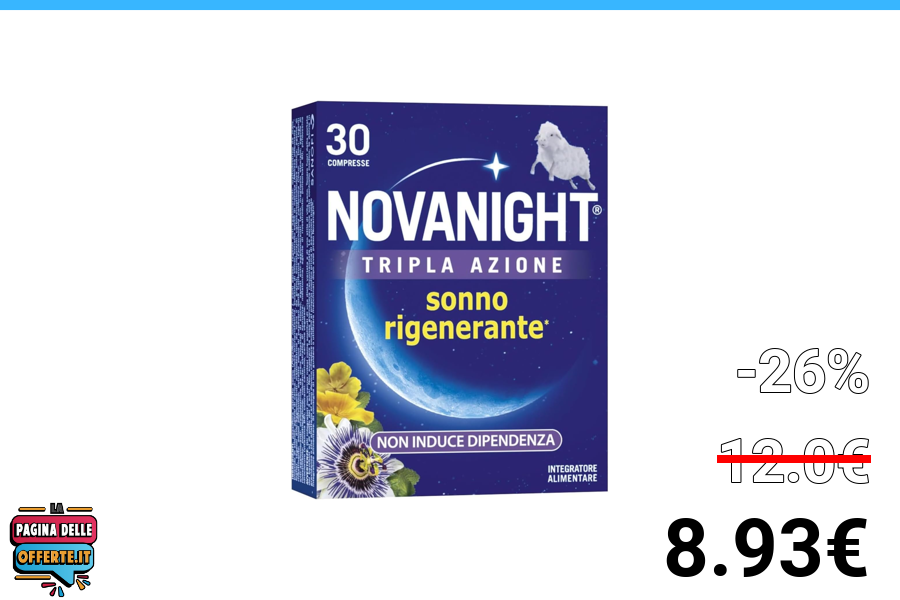 30
COMPRESSE
NOVANIGHT®
TRIPLA AZIONE
sonno
rigenerante*
NON INDUCE DIPENDENZA
INTEGRATORE
ALIMENTARE
-26%
12.0€
8.93€
LA
PAGINA DELLE
OFFERTE.IT